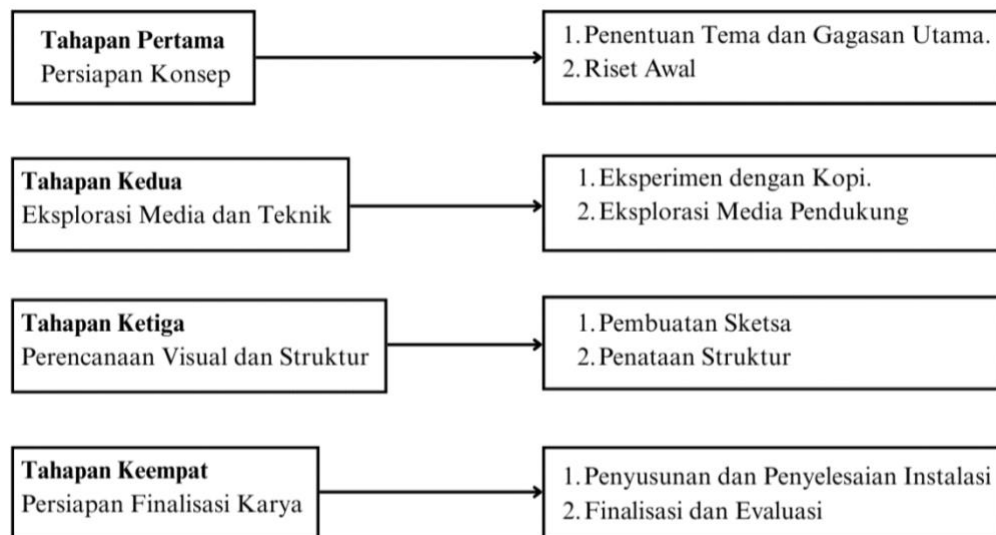 Tahapan Pertama
Persiapan Konsep
1. Penentuan Tema dan Gagasan Utama.
2. Riset Awal
Tahapan Kedua
Eksplorasi Media dan Teknik
1. Eksperimen dengan Kopi.
2. Eksplorasi Media Pendukung
Tahapan Ketiga
Perencanaan Visual dan Struktur
1. Pembuatan Sketsa
2. Penataan Struktur
Tahapan Keempat
Persiapan Finalisasi Karya
1. Penyusunan dan Penyelesaian Instalasi
2. Finalisasi dan Evaluasi